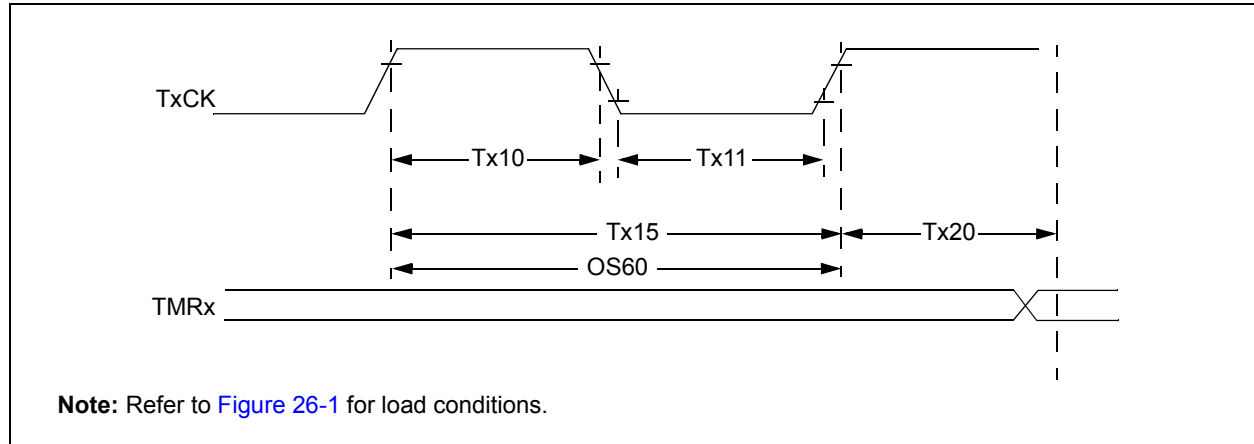 TxCK
Tx10
Tx11
Tx15
Tx20
OS60
TMRx
Note: Refer to Figure 26-1 for load conditions.